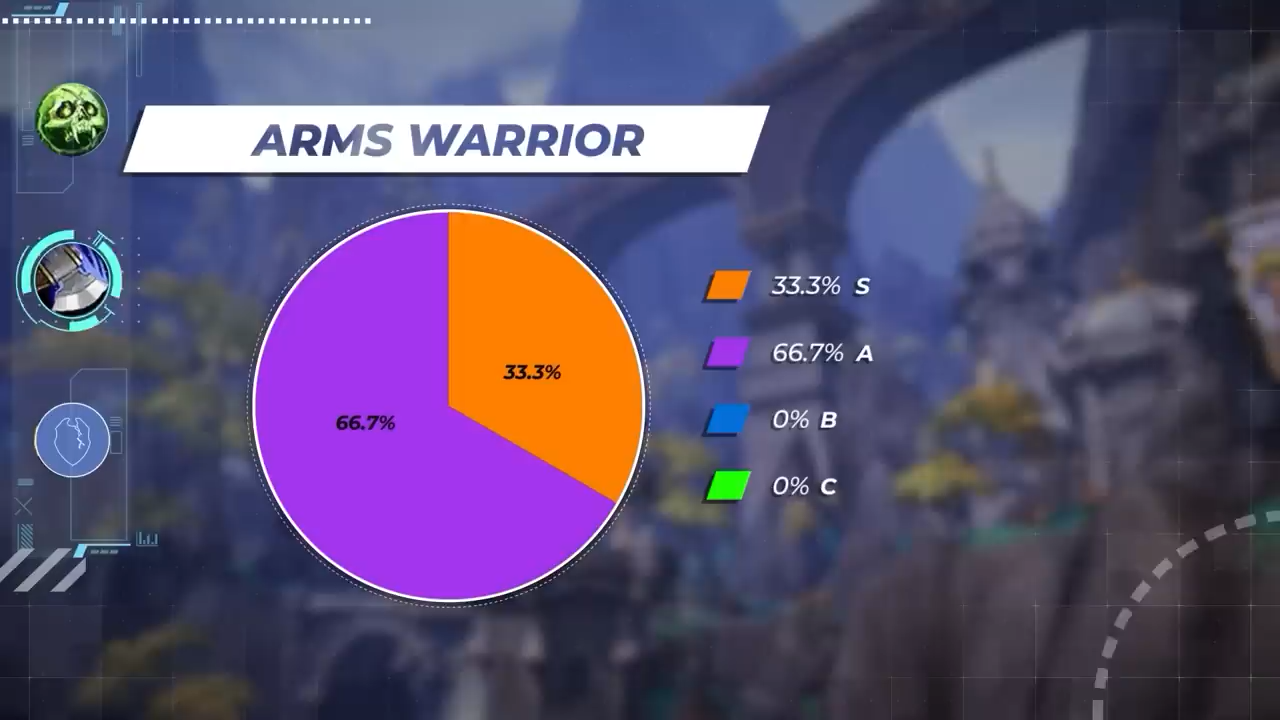 ARMS WARRIOR
33.3% S
66.7% A
0% B
0% C
33.3%
66.7%